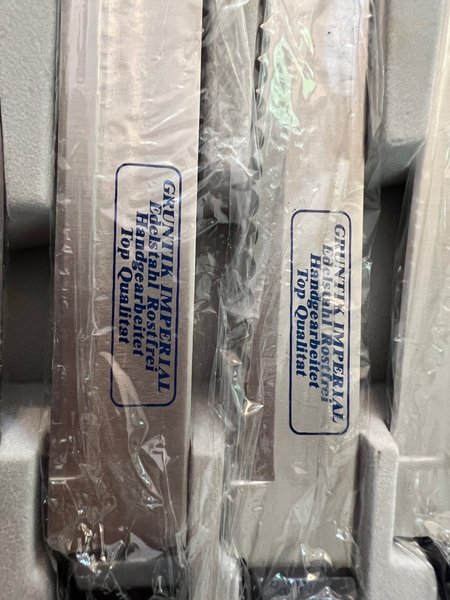 GRUNTIK IMPERIAL
Edelstahl Rostfrei
Handgearbeitet
Top Qualitat
GRUNTIK IMPERIAL
Edelstahl Rostfrei
Handgearbeitet
Top Qualitat